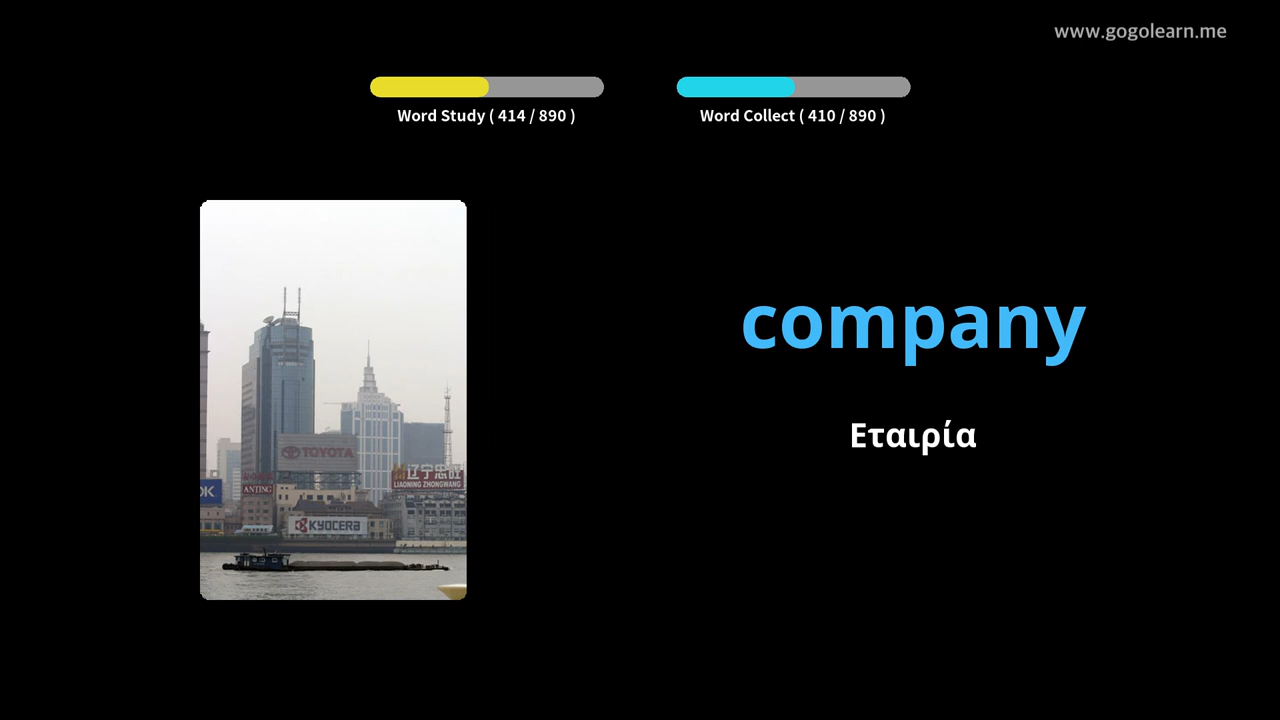 www.gogolearn.me
Word Study ( 414 / 890 )
Word Collect ( 410 / 890 )
company
Εταιρία
TOYOTA
辽宁忠旺
LIAONING ZHONGWANG
ANTING
KYOCERA